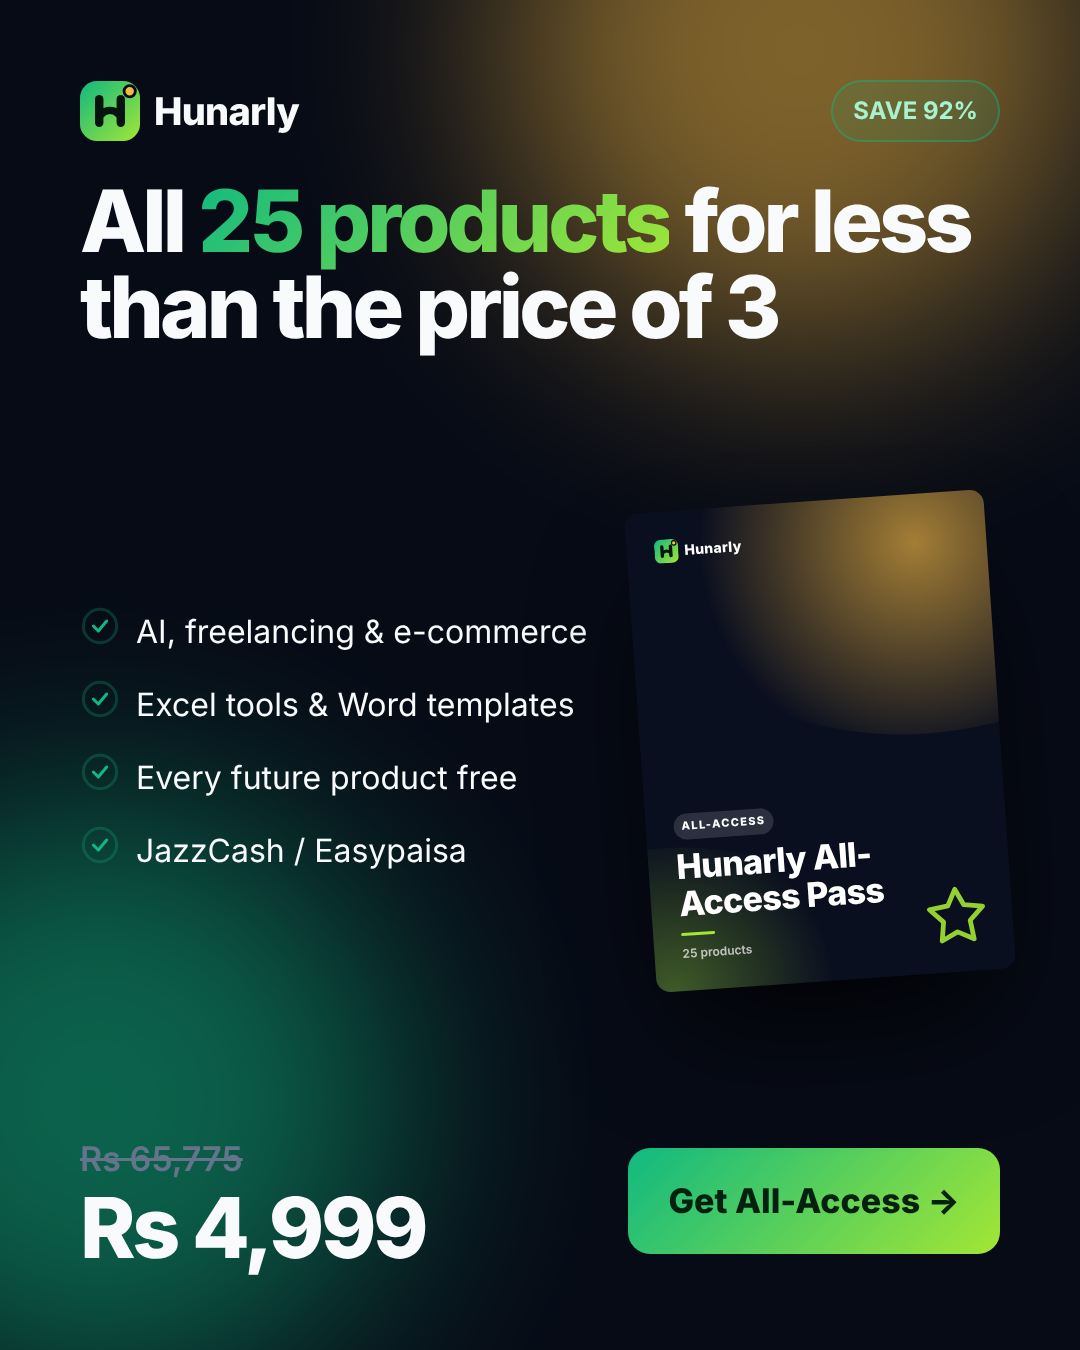 Hunarly
SAVE 92%
All 25 products for less
than the price of 3
AI, freelancing & e-commerce
Excel tools & Word templates
Every future product free
JazzCash / Easypaisa
Hunarly
ALL-ACCESS
Hunarly All-
Access Pass
25 products
Rs 65,775
Rs 4,999
Get All-Access →